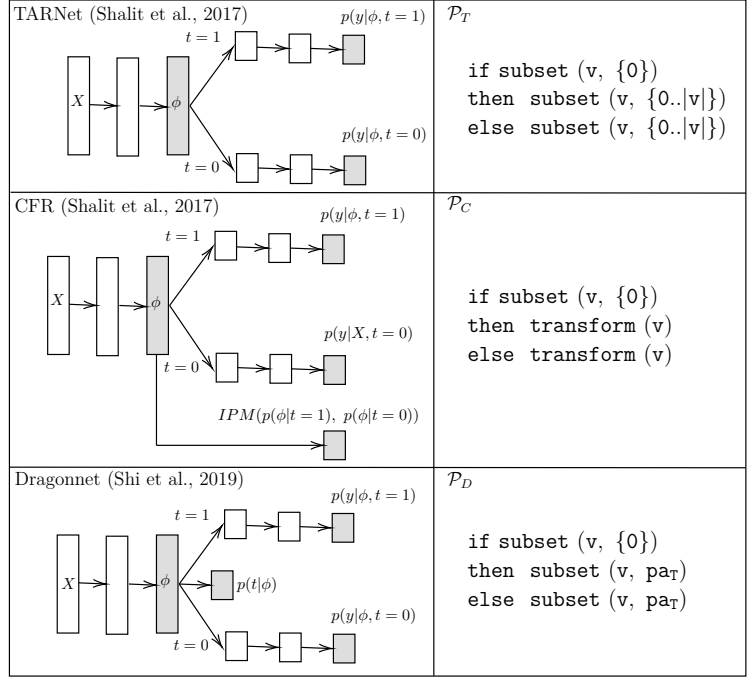 TARNet (Shalit et al., 2017)
p(y|ϕ, t = 1)
t = 1
X
ϕ
p(y|ϕ, t = 0)
t = 0
𝒫_T
if subset (v, {0})
then subset (v, {0..|v|})
else subset (v, {0..|v|})
CFR (Shalit et al., 2017)
p(y|ϕ, t = 1)
t = 1
X
ϕ
p(y|X, t = 0)
t = 0
IPM(p(ϕ|t = 1), p(ϕ|t = 0))
𝒫_C
if subset (v, {0})
then transform (v)
else transform (v)
Dragonnet (Shi et al., 2019)
p(y|ϕ, t = 1)
t = 1
X
ϕ
p(t|ϕ)
p(y|ϕ, t = 0)
t = 0
𝒫_D
if subset (v, {0})
then subset (v, pa_T)
else subset (v, pa_T)